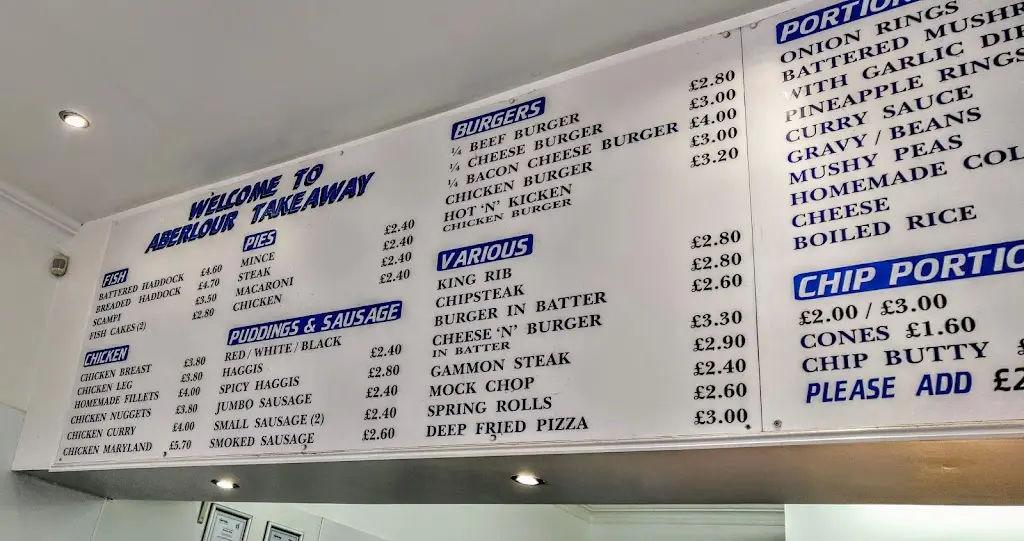 WELCOME TO
ABERLOUR TAKEAWAY
FISH
BATTERED HADDOCK £4.60
BREADED HADDOCK £4.70
SCAMPI £3.50
FISH CAKES (2) £2.80
CHICKEN
CHICKEN BREAST £3.80
CHICKEN LEG £3.80
HOMEMADE FILLETS £4.00
CHICKEN NUGGETS £3.80
CHICKEN CURRY £4.00
CHICKEN MARYLAND £5.70
PIES
MINCE £2.40
STEAK £2.40
MACARONI £2.40
CHICKEN £2.40
PUDDINGS & SAUSAGE
RED / WHITE / BLACK
HAGGIS £2.40
SPICY HAGGIS £2.80
JUMBO SAUSAGE £2.40
SMALL SAUSAGE (2) £2.40
SMOKED SAUSAGE £2.60
BURGERS
¼ BEEF BURGER £2.80
¼ CHEESE BURGER £3.00
¼ BACON CHEESE BURGER £4.00
CHICKEN BURGER £3.00
HOT 'N' KICKEN £3.20
CHICKEN BURGER
VARIOUS
KING RIB £2.80
CHIPSTEAK £2.80
BURGER IN BATTER £2.60
CHEESE 'N' BURGER £3.30
IN BATTER
GAMMON STEAK £2.90
MOCK CHOP £2.40
SPRING ROLLS £2.60
DEEP FRIED PIZZA £3.00
PORTION
ONION RINGS
BATTERED MUSHR
WITH GARLIC DI
PINEAPPLE RINGS
CURRY SAUCE
GRAVY / BEANS
MUSHY PEAS
HOMEMADE COL
CHEESE
BOILED RICE
CHIP PORTIO
£2.00 / £3.00
CONES £1.60
CHIP BUTTY £
PLEASE ADD £2